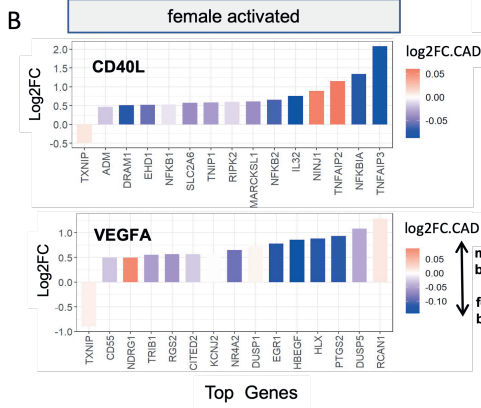 B
female activated
CD40L
Log2FC
2.0
1.5
1.0
0.5
0.0
-0.5
TXNIP
ADM
DRAM1
EHD1
NFKB1
SLC2A6
TNIP1
RIPK2
MARCKSL1
NFKB2
IL32
NINJ1
TNFAIP2
NFKBIA
TNFAIP3
log2FC.CAD
0.05
0.00
-0.05
VEGFA
Log2FC
1.0
0.5
0.0
-0.5
-1.0
TXNIP
CD55
NDRG1
TRIB1
RGS2
CITED2
KCNJ2
NR4A2
DUSP1
EGR1
HBEGF
HLX
PTGS2
DUSP5
RCAN1
log2FC.CAD
0.05
0.00
-0.05
-0.10
Top Genes